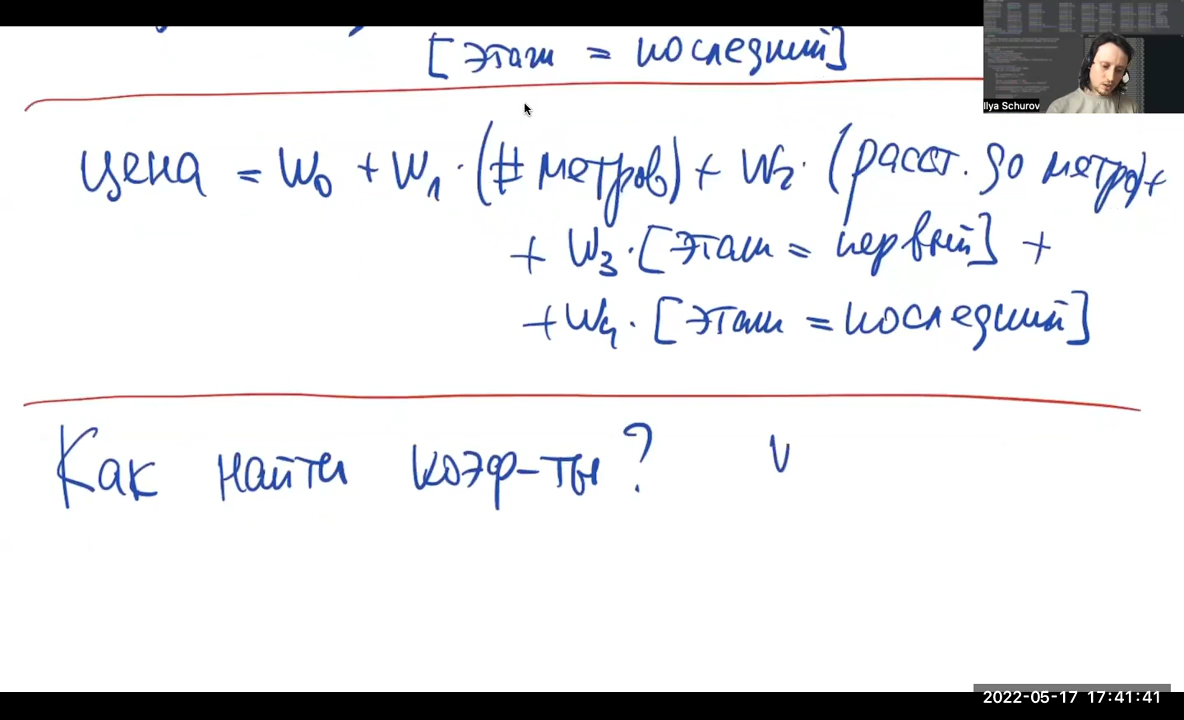 [этаж = последний]
Ilya Schurov
цена = w₀ + w₁ · (# метров) + w₂ · (расст. до метро) +
+ w₃ · [этаж = первый] +
+ w₄ · [этаж = последний]
Как найти коэф-ты? w
2022-05-17 17:41:41